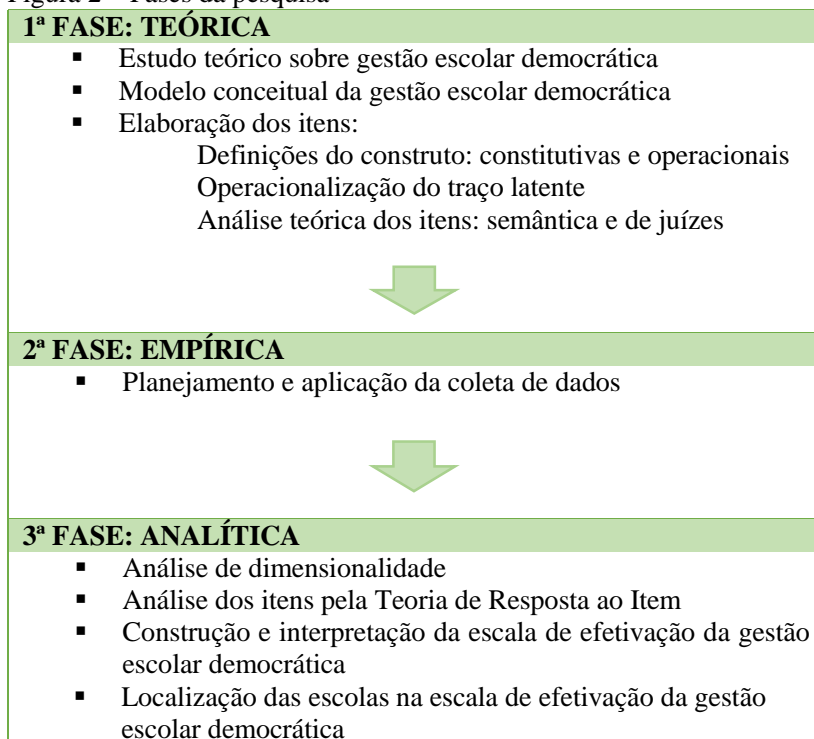 Figura 2 – Fases da pesquisa
1ª FASE: TEÓRICA
▪ Estudo teórico sobre gestão escolar democrática
▪ Modelo conceitual da gestão escolar democrática
▪ Elaboração dos itens:
Definições do construto: constitutivas e operacionais
Operacionalização do traço latente
Análise teórica dos itens: semântica e de juízes
2ª FASE: EMPÍRICA
▪ Planejamento e aplicação da coleta de dados
3ª FASE: ANALÍTICA
▪ Análise de dimensionalidade
▪ Análise dos itens pela Teoria de Resposta ao Item
▪ Construção e interpretação da escala de efetivação da gestão
escolar democrática
▪ Localização das escolas na escala de efetivação da gestão
escolar democrática